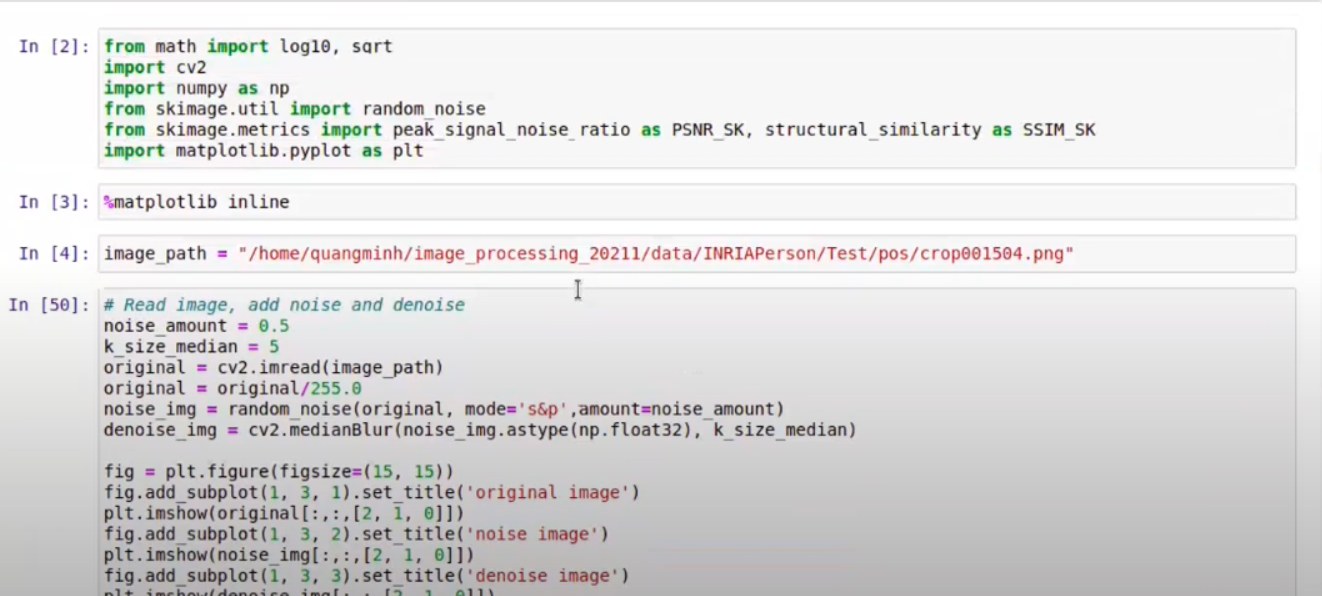 In [2]: from math import log10, sqrt
import cv2
import numpy as np
from skimage.util import random_noise
from skimage.metrics import peak_signal_noise_ratio as PSNR_SK, structural_similarity as SSIM_SK
import matplotlib.pyplot as plt
In [3]: %matplotlib inline
In [4]: image_path = "/home/quangminh/image_processing_20211/data/INRIAPerson/Test/pos/crop001504.png"
In [50]: # Read image, add noise and denoise
noise_amount = 0.5
k_size_median = 5
original = cv2.imread(image_path)
original = original/255.0
noise_img = random_noise(original, mode='s&p',amount=noise_amount)
denoise_img = cv2.medianBlur(noise_img.astype(np.float32), k_size_median)
fig = plt.figure(figsize=(15, 15))
fig.add_subplot(1, 3, 1).set_title('original image')
plt.imshow(original[:,:,[2, 1, 0]])
fig.add_subplot(1, 3, 2).set_title('noise image')
plt.imshow(noise_img[:,:,[2, 1, 0]])
fig.add_subplot(1, 3, 3).set_title('denoise image')
plt.imshow(denoise_img[:,:,[2, 1, 0]])